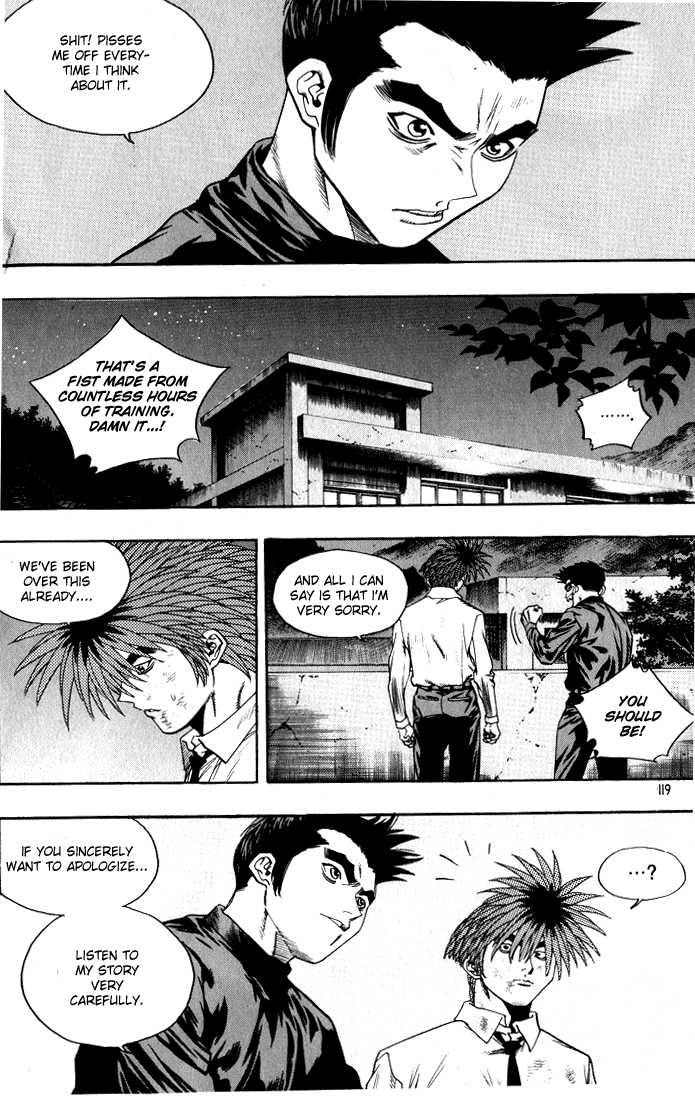 SHIT! PISSES
ME OFF EVERY-
TIME I THINK
ABOUT IT.
THAT'S A
FIST MADE FROM
COUNTLESS HOURS
OF TRAINING.
DAMN IT...!
.......
WE'VE BEEN
OVER THIS
ALREADY....
AND ALL I CAN
SAY IS THAT I'M
VERY SORRY.
YOU
SHOULD
BE!
119
IF YOU SINCERELY
WANT TO APOLOGIZE...
...?
LISTEN TO
MY STORY
VERY
CAREFULLY.